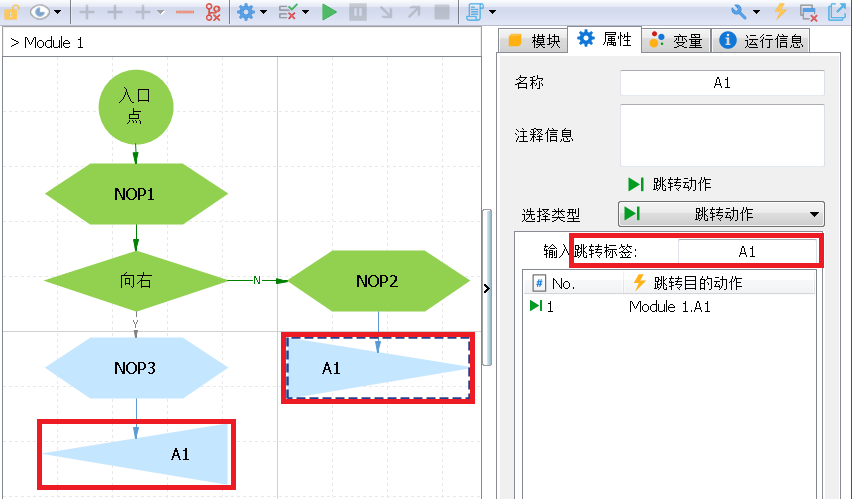 > Module 1
入口
点
NOP1
向右
N
NOP2
Y
NOP3
A1
A1
模块
属性
变量
运行信息
名称
A1
注释信息
跳转动作
选择类型
跳转动作
输入跳转标签:
A1
# No.
跳转目的动作
1
Module 1.A1